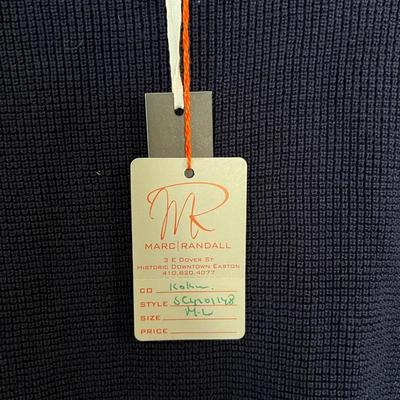 MR
MARC|RANDALL
3 E DOVER ST
HISTORIC DOWNTOWN EASTON
410.820.4077
CO
STYLE
SIZE M-L
PRICE